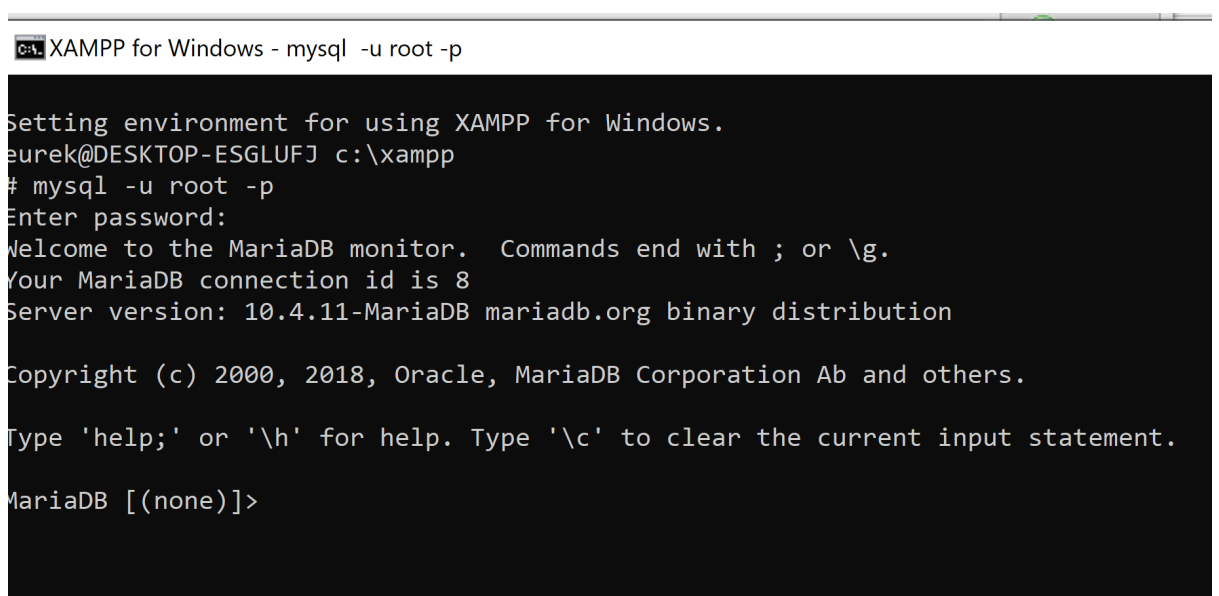 XAMPP for Windows - mysql  -u root -p
Setting environment for using XAMPP for Windows.
eurek@DESKTOP-ESGLUFJ c:\xampp
# mysql -u root -p
Enter password:
Welcome to the MariaDB monitor.  Commands end with ; or \g.
Your MariaDB connection id is 8
Server version: 10.4.11-MariaDB mariadb.org binary distribution
Copyright (c) 2000, 2018, Oracle, MariaDB Corporation Ab and others.
Type 'help;' or '\h' for help. Type '\c' to clear the current input statement.
MariaDB [(none)]>